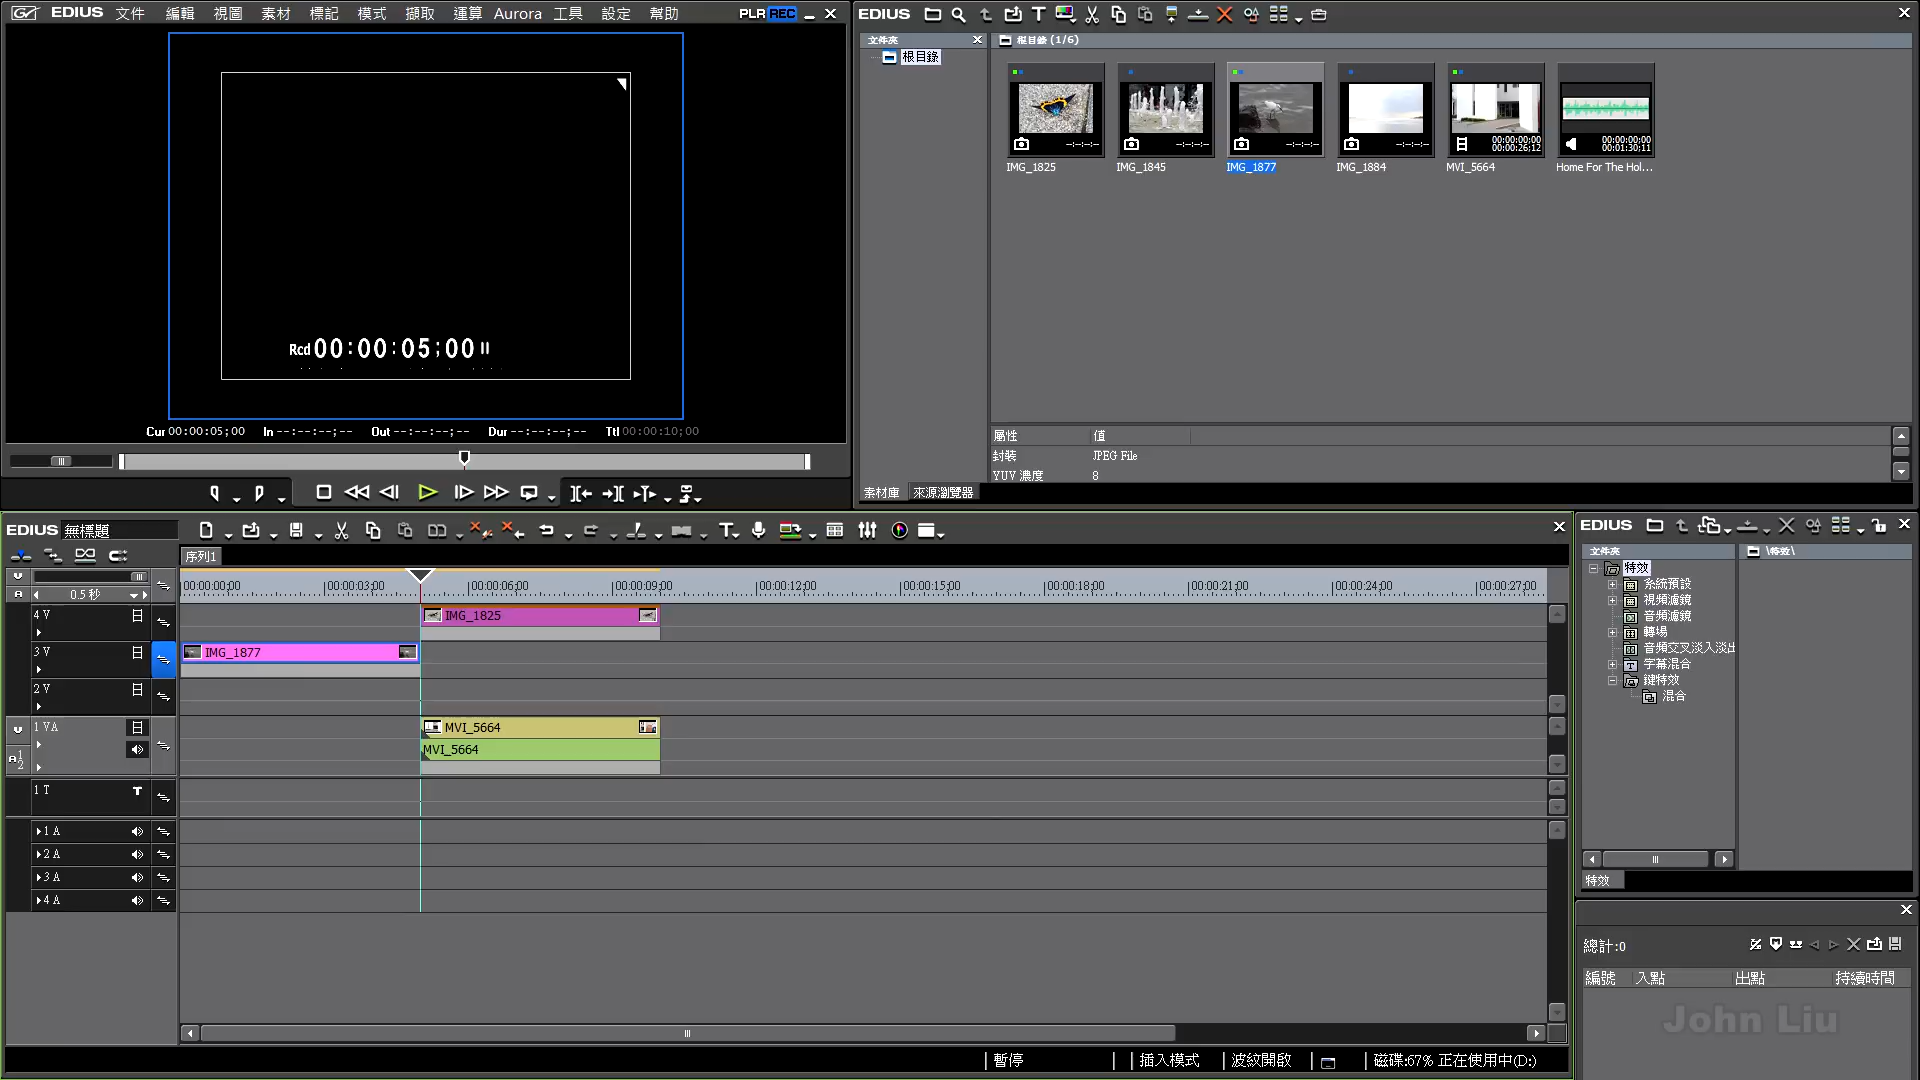 EDIUS 文件 編輯 視圖 素材 標記 模式 擷取 運算 Aurora 工具 設定 幫助 PLR REC
Rcd 00:00:05;00
Cur 00:00:05;00 In --:--:--;-- Out --:--:--;-- Dur --:--:--;-- Ttl 00:00:10;00
EDIUS
文件夾
根目錄
根目錄 (1/6)
--:--:--;--
IMG_1825
--:--:--;--
IMG_1845
--:--:--;--
IMG_1877
--:--:--;--
IMG_1884
00:00:00;00
00:00:26;12
MVI_5664
00:00:00;00
00:01:30;11
Home For The Hol...
屬性 值
封裝 JPEG File
YUV 濃度 8
素材庫 來源瀏覽器
EDIUS 無標題
序列1
0.5 秒
00:00:00;00 00:00:03;00 00:00:06;00 00:00:09;00 00:00:12;00 00:00:15;00 00:00:18;00 00:00:21;00 00:00:24;00 00:00:27;00
4 V IMG_1825
3 V IMG_1877
2 V
1 VA MVI_5664
MVI_5664
1 T T
1 A
2 A
3 A
4 A
暫停 插入模式 波紋開啟 磁碟:67% 正在使用中(D:)
EDIUS
文件夾
特效
系統預設
視頻濾鏡
音頻濾鏡
轉場
音頻交叉淡入淡出
字幕混合
鍵特效
混合
\特效\
特效
總計:0
編號 入點 出點 持續時間
John Liu